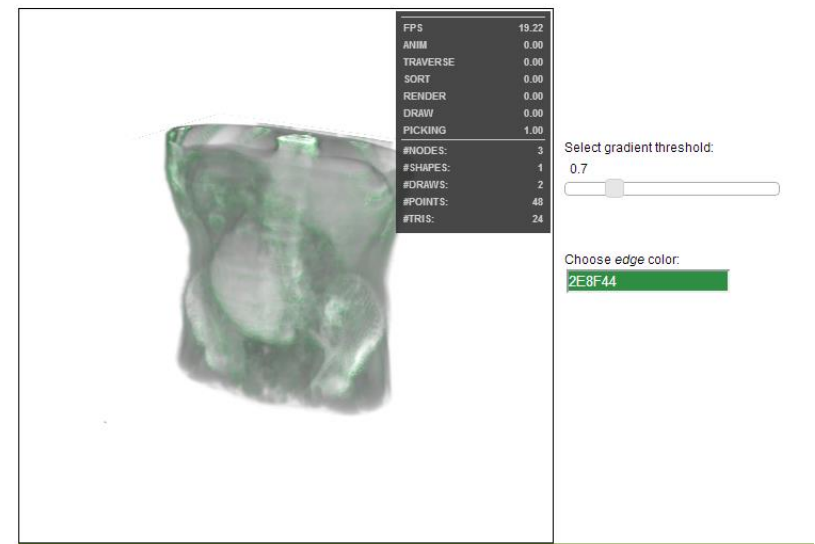 FPS 19.22
ANIM 0.00
TRAVERSE 0.00
SORT 0.00
RENDER 0.00
DRAW 0.00
PICKING 1.00
#NODES: 3
#SHAPES: 1
#DRAWS: 2
#POINTS: 48
#TRIS: 24
Select gradient threshold:
0.7
Choose edge color:
2E8F44